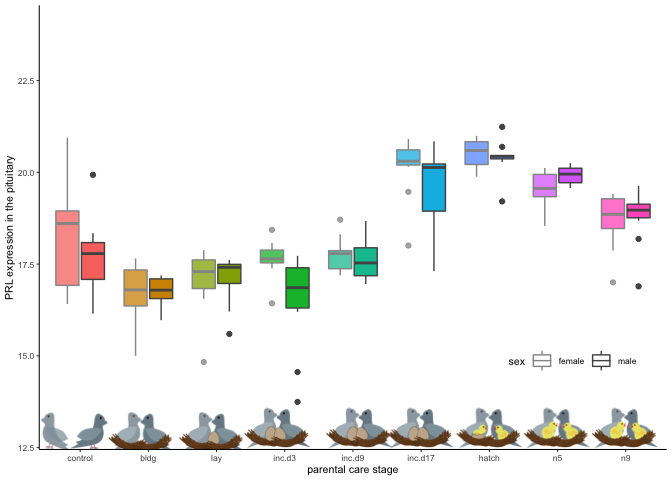 PRL expression in the pituitary
22.5
20.0
17.5
15.0
12.5
sex female male
control bldg lay inc.d3 inc.d9 inc.d17 hatch n5 n9
parental care stage